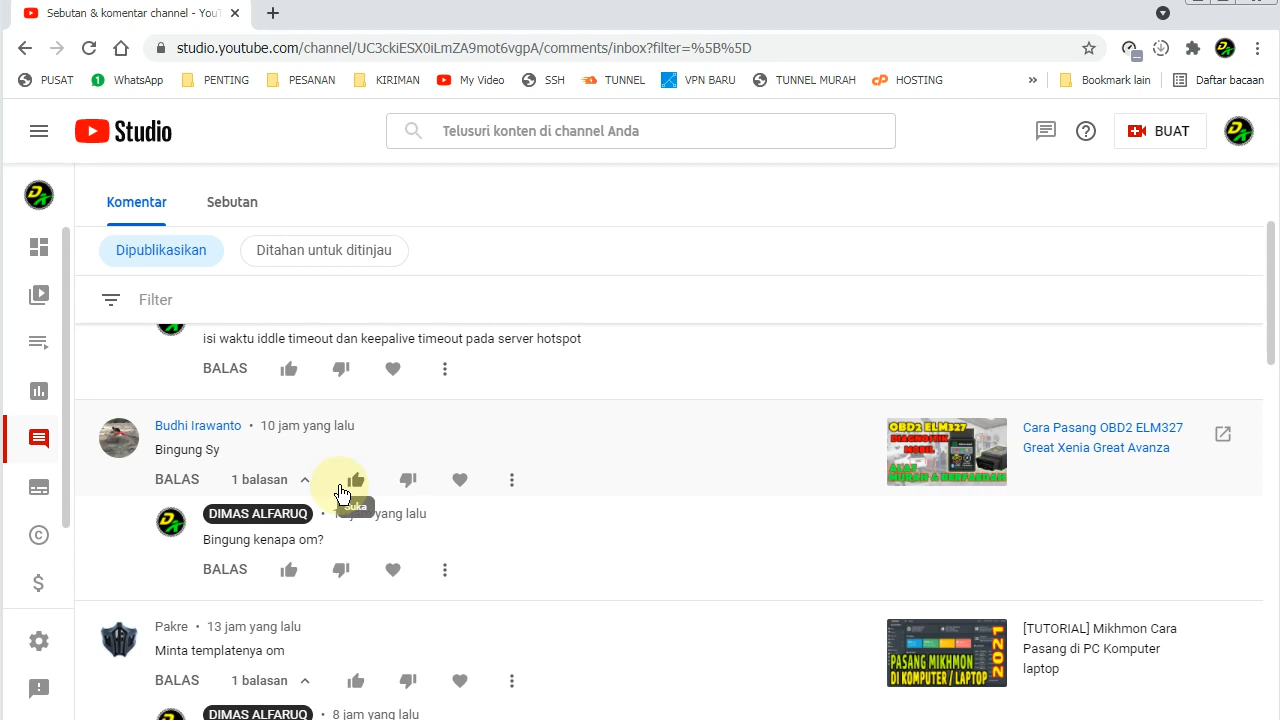 Sebutan & komentar channel - YouT
studio.youtube.com/channel/UC3ckiESX0iLmZA9mot6vgrA/comments/inbox?filter=%5B%5D
PUSAT WhatsApp PENTING PESANAN KIRIMAN My Video SSH TUNNEL VPN BARU TUNNEL MURAH HOSTING » Bookmark lain Daftar bacaan
Studio
Telusuri konten di channel Anda
BUAT
Komentar Sebutan
Dipublikasikan Ditahan untuk ditinjau
Filter
isi waktu iddle timeout dan keepalive timeout pada server hotspot
BALAS
Budhi Irawanto • 10 jam yang lalu
Bingung Sy
BALAS 1 balasan
Suka
DIMAS ALFARUQ • yang lalu
Bingung kenapa om?
BALAS
OBD2 ELM327
DIAGNOSTIK
MOBIL
ALAT
MURAH & BERFAEDAH
Cara Pasang OBD2 ELM327
Great Xenia Great Avanza
Pakre • 13 jam yang lalu
Minta templatenya om
BALAS 1 balasan
PASANG MIKHMON
DI KOMPUTER / LAPTOP
2021
[TUTORIAL] Mikhmon Cara
Pasang di PC Komputer
laptop
DIMAS ALFARUQ • 8 jam yang lalu